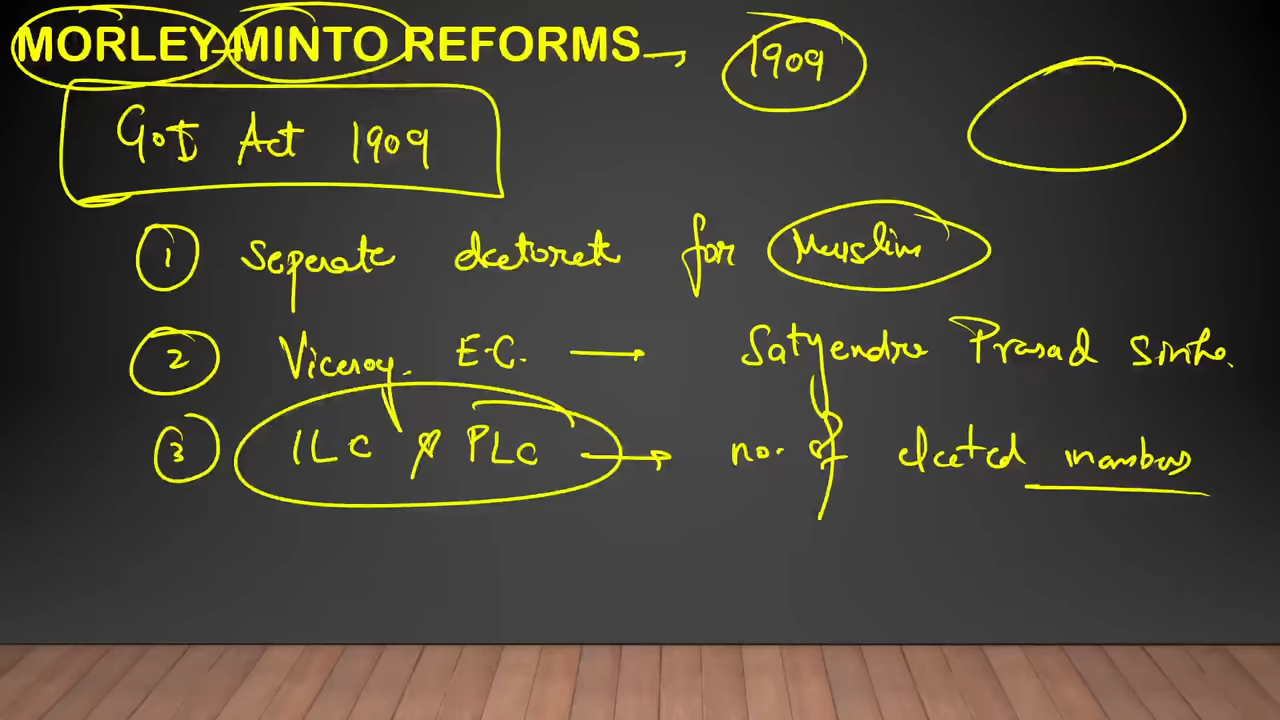 MORLEY-MINTO REFORMS → 1909
GoI Act 1909
① Seperate electorate for Muslim
② Viceroy. E.C. → Satyendra Prasad Sinha.
③ ILC & PLC → no. of elected members